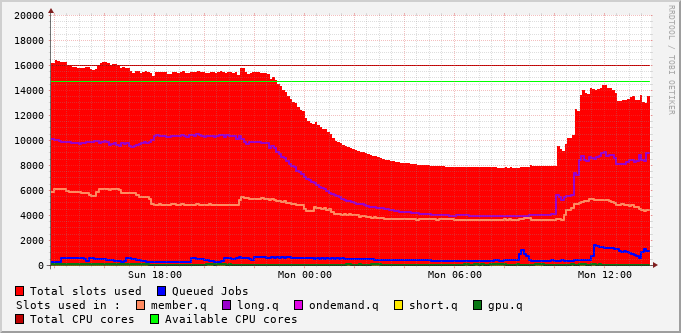 RRDTOOL / TOBI OETIKER
20000
18000
16000
14000
12000
10000
8000
6000
4000
2000
0
Sun 18:00 Mon 00:00 Mon 06:00 Mon 12:00
Total slots used Queued Jobs
Slots used in : member.q long.q ondemand.q short.q gpu.q
Total CPU cores Available CPU cores